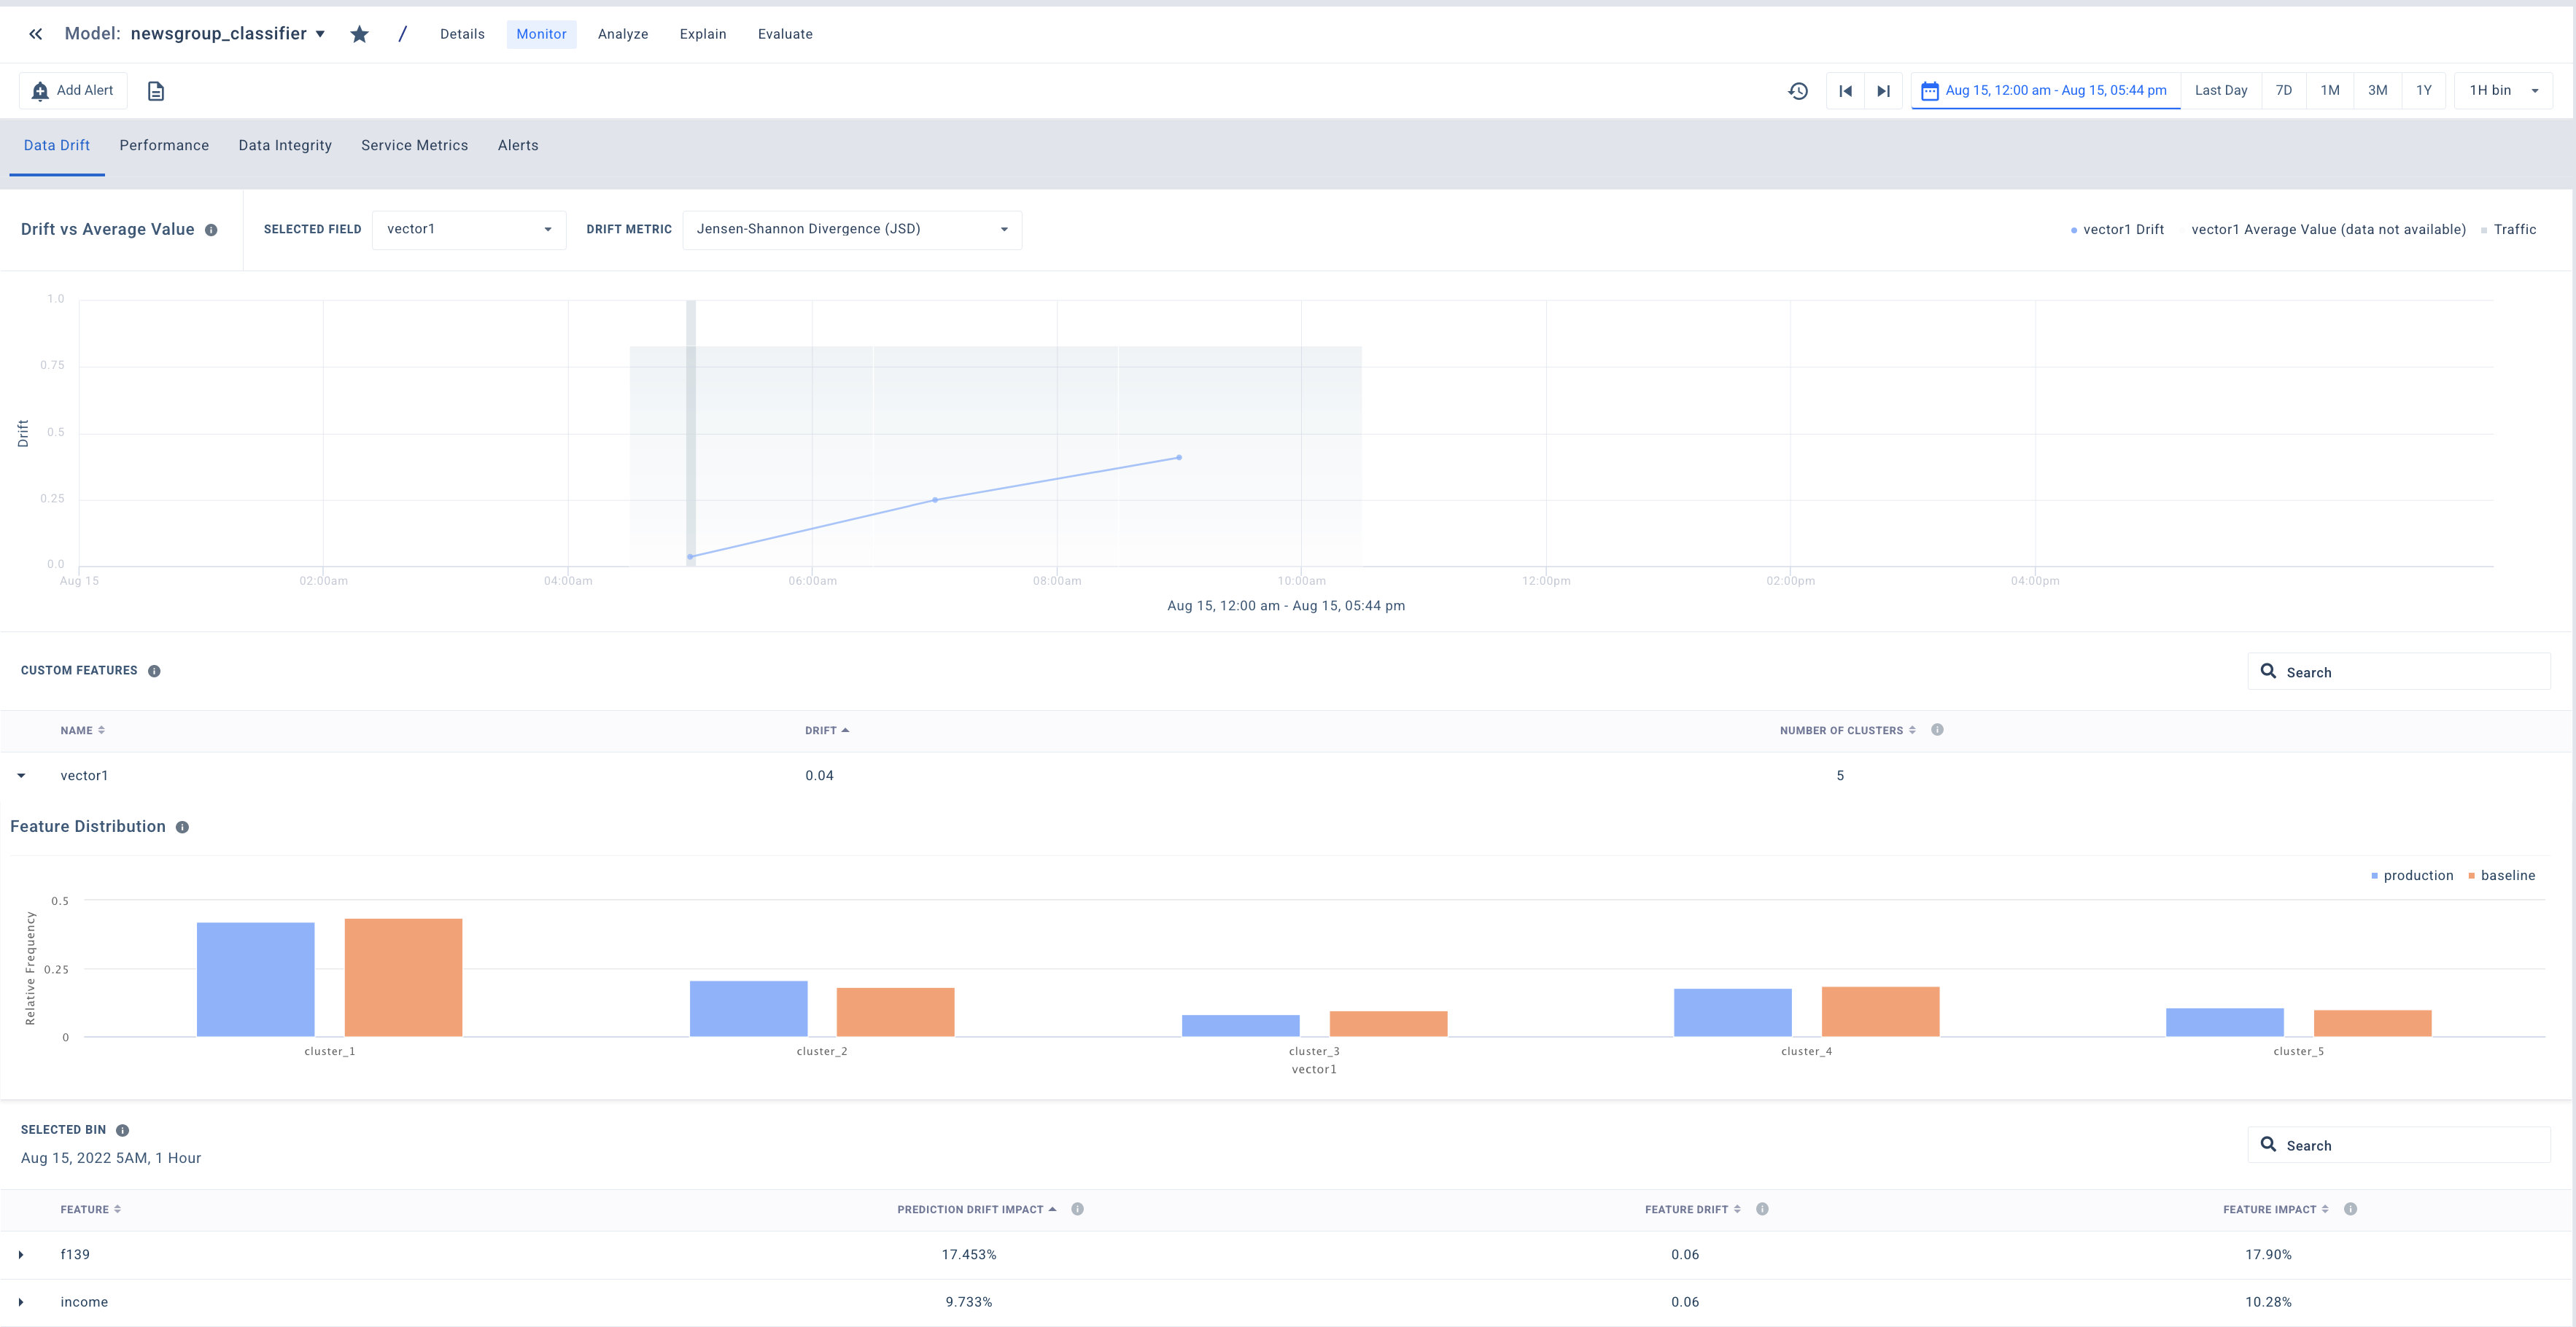 Model: newsgroup_classifier / Details Monitor Analyze Explain Evaluate
Add Alert Aug 15, 12:00 am - Aug 15, 05:44 pm Last Day 7D 1M 3M 1Y 1H bin
Data Drift Performance Data Integrity Service Metrics Alerts
Drift vs Average Value SELECTED FIELD vector1 DRIFT METRIC Jensen-Shannon Divergence (JSD) vector1 Drift vector1 Average Value (data not available) Traffic
1.0
0.75
0.5
0.25
0.0
Drift
Aug 15 02:00am 04:00am 06:00am 08:00am 10:00am 12:00pm 02:00pm 04:00pm
Aug 15, 12:00 am - Aug 15, 05:44 pm
CUSTOM FEATURES Search
NAME DRIFT NUMBER OF CLUSTERS
vector1 0.04 5
Feature Distribution
production baseline
0.5
0.25
0
Relative Frequency
cluster_1 cluster_2 cluster_3 cluster_4 cluster_5
vector1
SELECTED BIN
Aug 15, 2022 5AM, 1 Hour
Search
FEATURE PREDICTION DRIFT IMPACT FEATURE DRIFT FEATURE IMPACT
f139 17.453% 0.06 17.90%
income 9.733% 0.06 10.28%